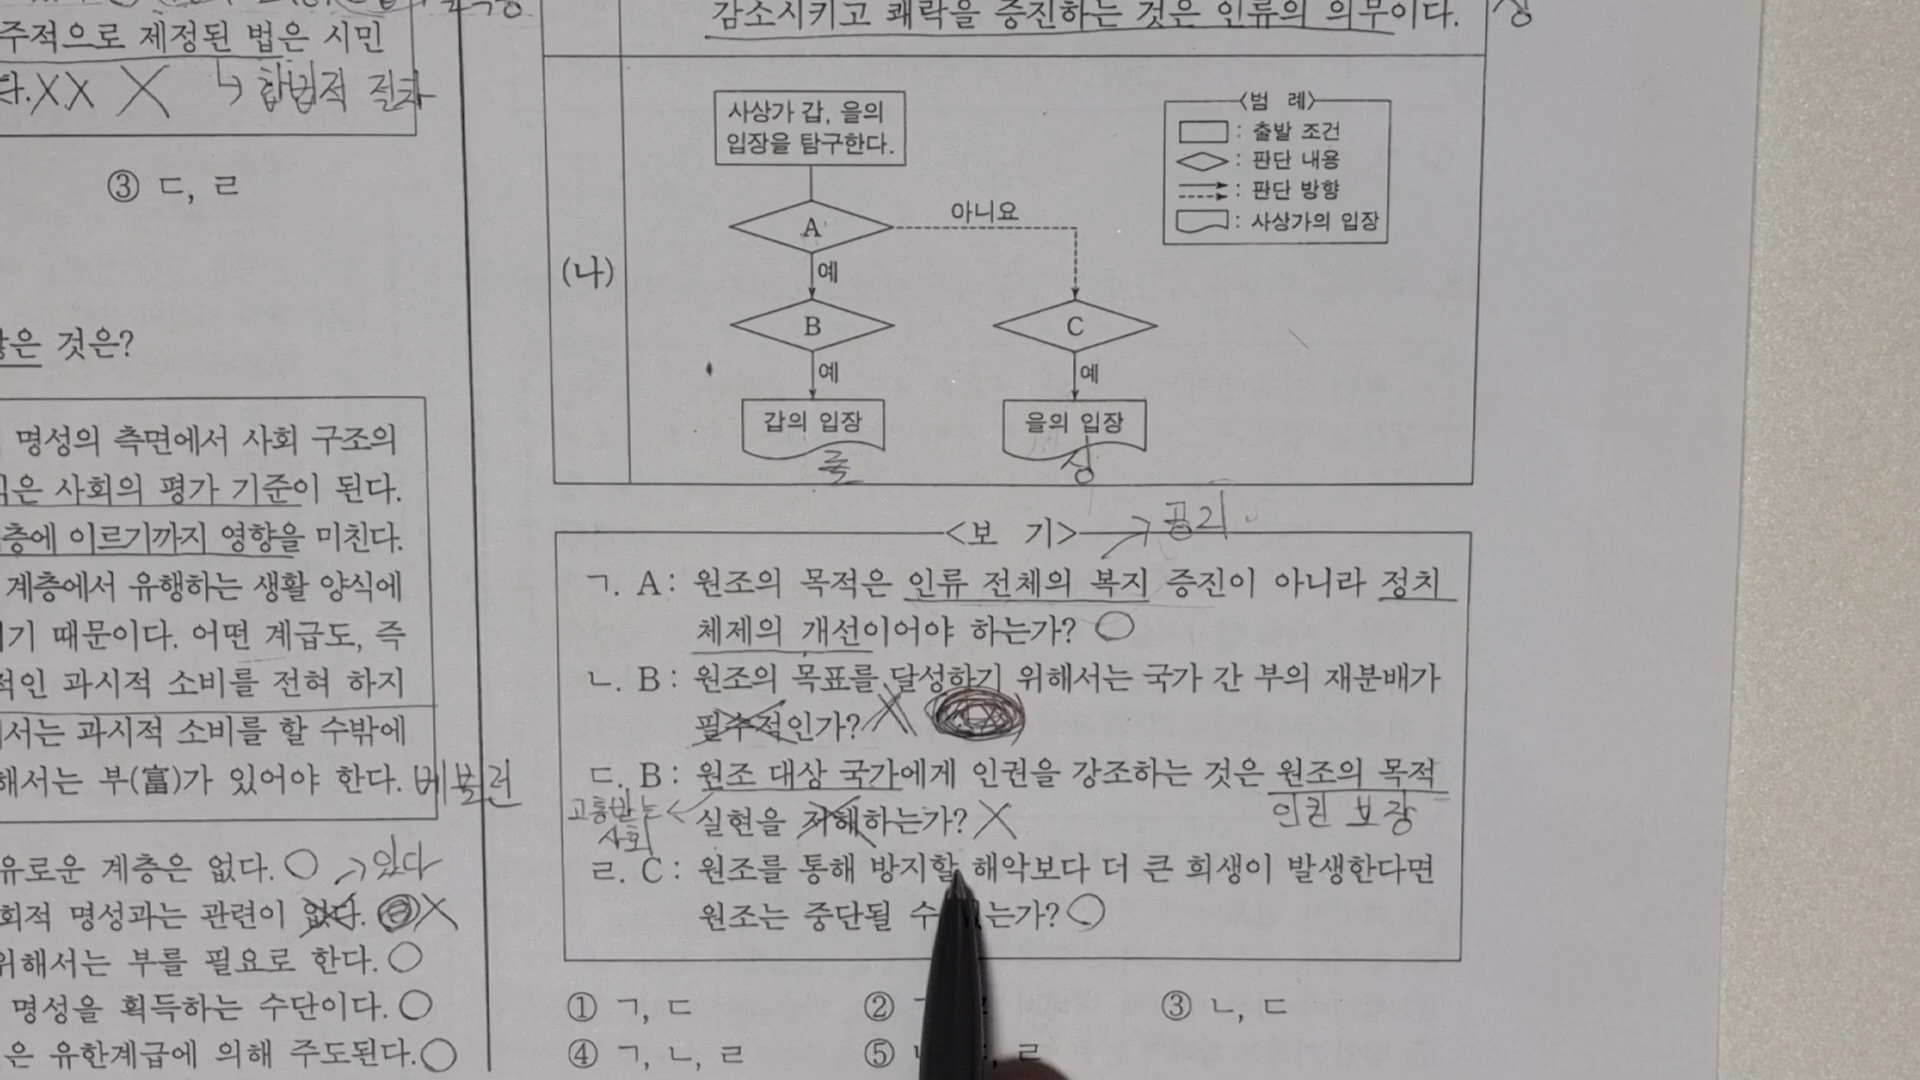 주적으로 제정된 법은 시민
다.XX X ↳ 합법적 절차
③ ㄷ, ㄹ
은 것은?
명성의 측면에서 사회 구조의
은 사회의 평가 기준이 된다.
층에 이르기까지 영향을 미친다.
계층에서 유행하는 생활 양식에
기 때문이다. 어떤 계급도, 즉
적인 과시적 소비를 전혀 하지
서는 과시적 소비를 할 수밖에
해서는 부(富)가 있어야 한다. 베블런
유로운 계층은 없다. ○ → 있다
회적 명성과는 관련이 없다. X
위해서는 부를 필요로 한다. ○
명성을 획득하는 수단이다. ○
은 유한계급에 의해 주도된다. ○
감소시키고 쾌락을 증진하는 것은 인류의 의무이다. 싱
(나)
사상가 갑, 을의
입장을 탐구한다.
<범 례>
: 출발 조건
: 판단 내용
: 판단 방향
: 사상가의 입장
A
아니요
예
B
C
예
예
갑의 입장
을의 입장
롤
싱
<보 기> → 공리
ㄱ. A: 원조의 목적은 인류 전체의 복지 증진이 아니라 정치
체제의 개선이어야 하는가? ○
ㄴ. B: 원조의 목표를 달성하기 위해서는 국가 간 부의 재분배가
필수적인가? X
ㄷ. B: 원조 대상 국가에게 인권을 강조하는 것은 원조의 목적
고통받는 사회 ← 실현을 저해하는가? X 인권 보장
ㄹ. C: 원조를 통해 방지할 해악보다 더 큰 희생이 발생한다면
원조는 중단될 수 는가? ○
① ㄱ, ㄷ ② ③ ㄴ, ㄷ
④ ㄱ, ㄴ, ㄹ ⑤ , ㄹ